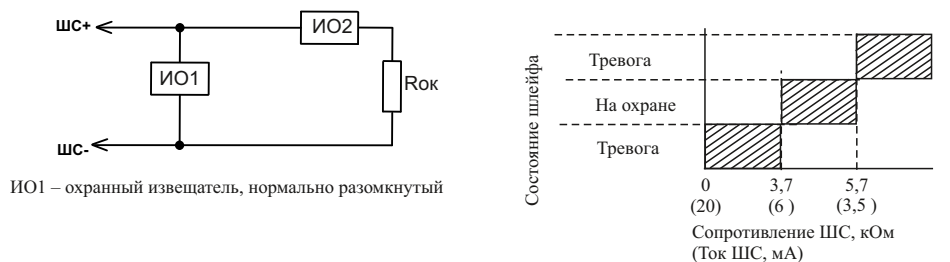 ШС+
ИО2
ИО1
Rок
ШС-
ИО1 – охранный извещатель, нормально разомкнутый
Состояние шлейфа
Тревога
На охране
Тревога
0 3,7 5,7
(20) (6 ) (3,5 )
Сопротивление ШС, кОм
(Ток ШС, мА)